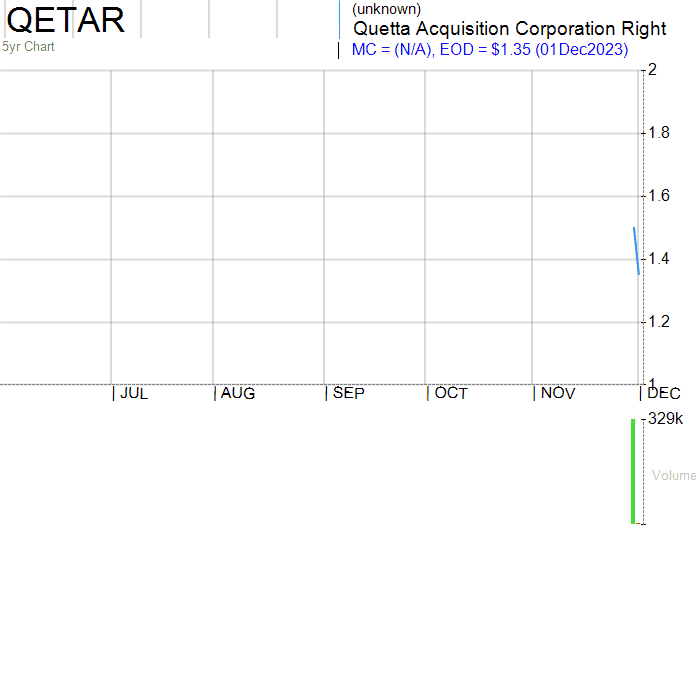 QETAR
5yr Chart
(unknown)
Quetta Acquisition Corporation Right
MC = (N/A), EOD = $1.35 (01Dec2023)
2
1.8
1.6
1.4
1.2
1
JUL AUG SEP OCT NOV DEC
329k
Volume